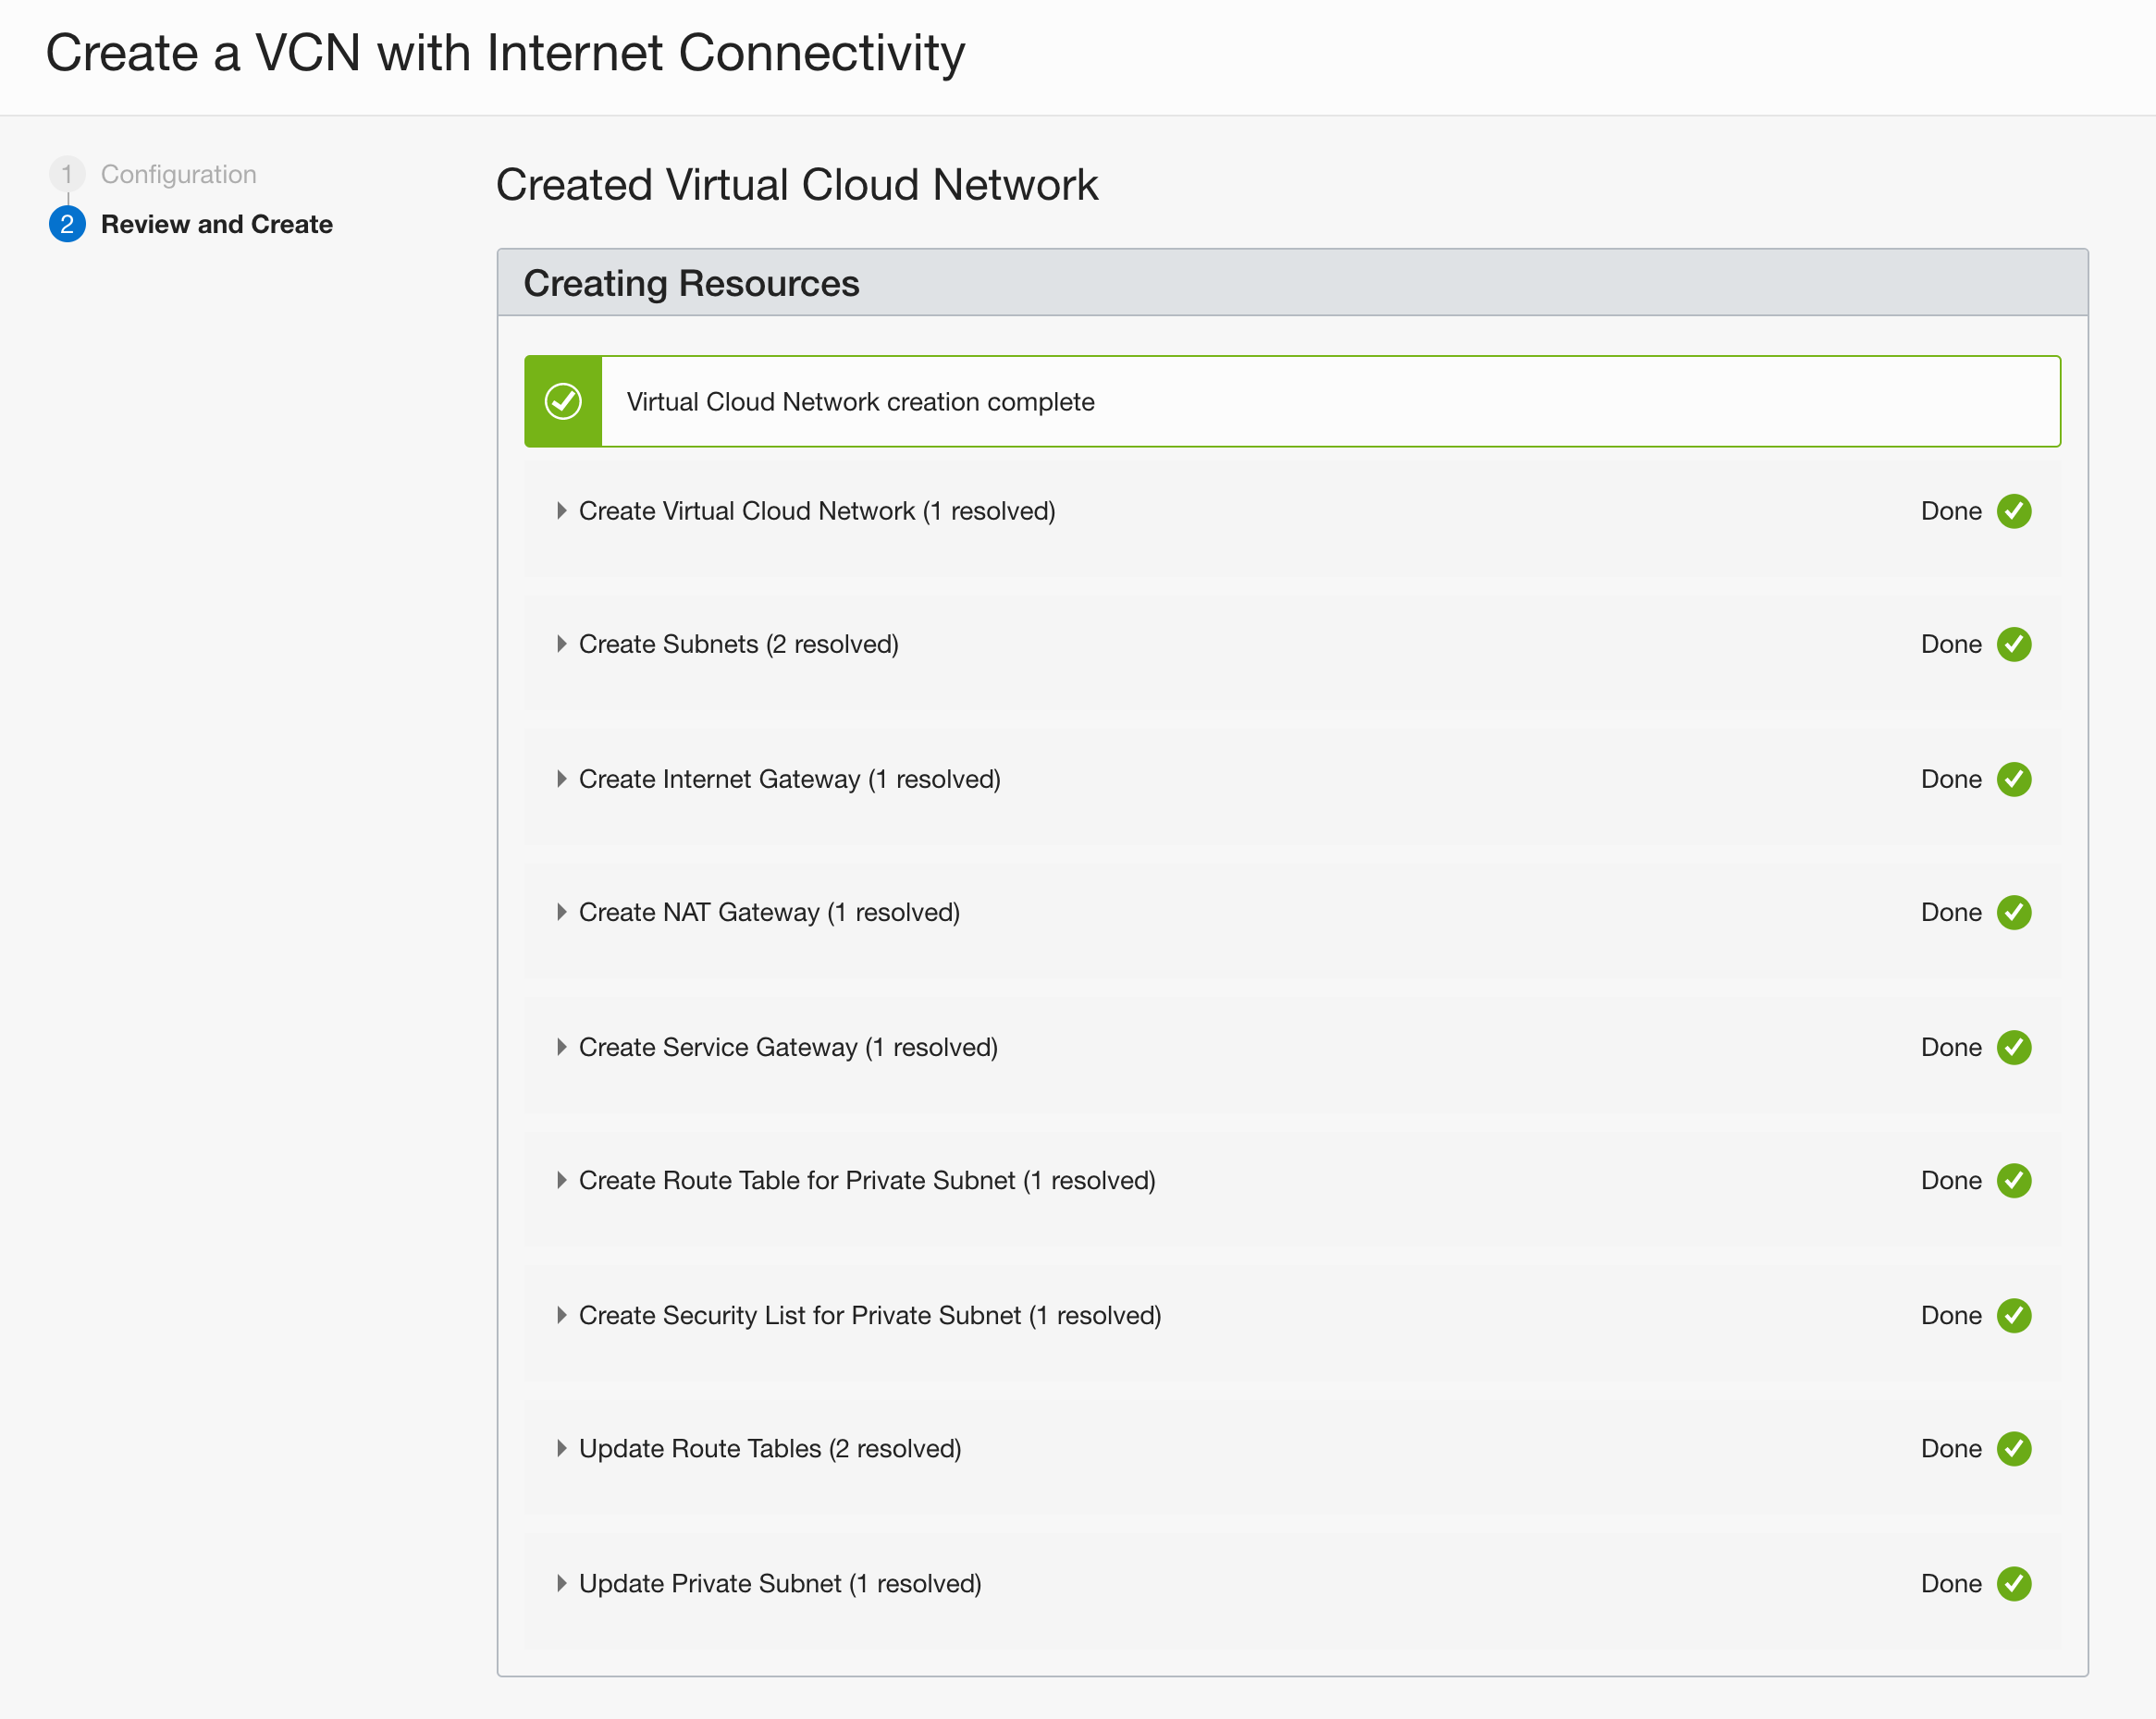 Create a VCN with Internet Connectivity
1 Configuration
2 Review and Create
Created Virtual Cloud Network
Creating Resources
Virtual Cloud Network creation complete
Create Virtual Cloud Network (1 resolved) Done
Create Subnets (2 resolved) Done
Create Internet Gateway (1 resolved) Done
Create NAT Gateway (1 resolved) Done
Create Service Gateway (1 resolved) Done
Create Route Table for Private Subnet (1 resolved) Done
Create Security List for Private Subnet (1 resolved) Done
Update Route Tables (2 resolved) Done
Update Private Subnet (1 resolved) Done